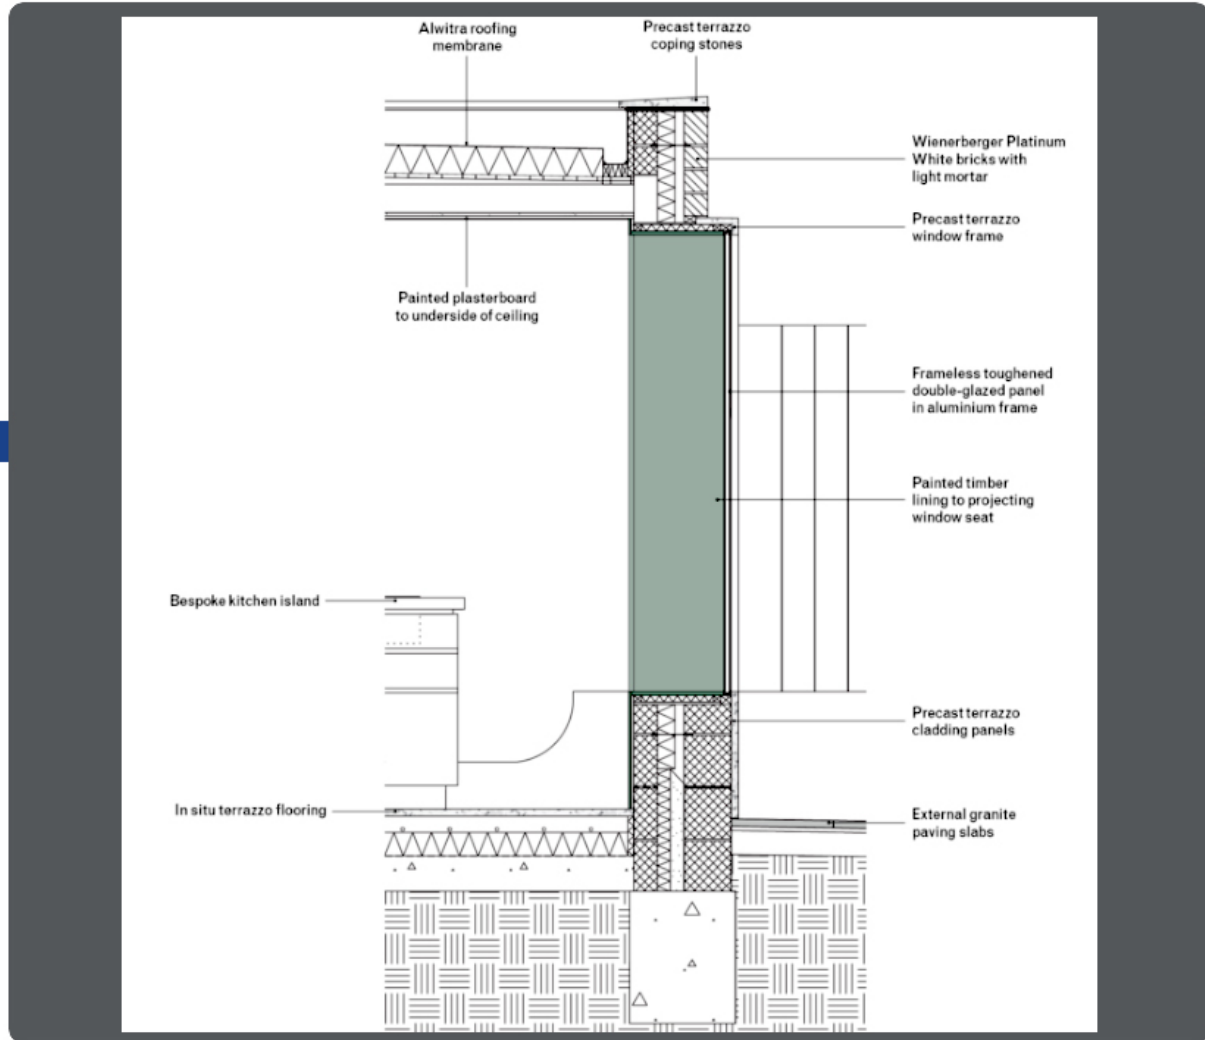 Alwitra roofing
membrane
Precast terrazzo
coping stones
Wienerberger Platinum
White bricks with
light mortar
Precast terrazzo
window frame
Painted plasterboard
to underside of ceiling
Frameless toughened
double-glazed panel
in aluminium frame
Painted timber
lining to projecting
window seat
Bespoke kitchen island
Precast terrazzo
cladding panels
In situ terrazzo flooring
External granite
paving slabs